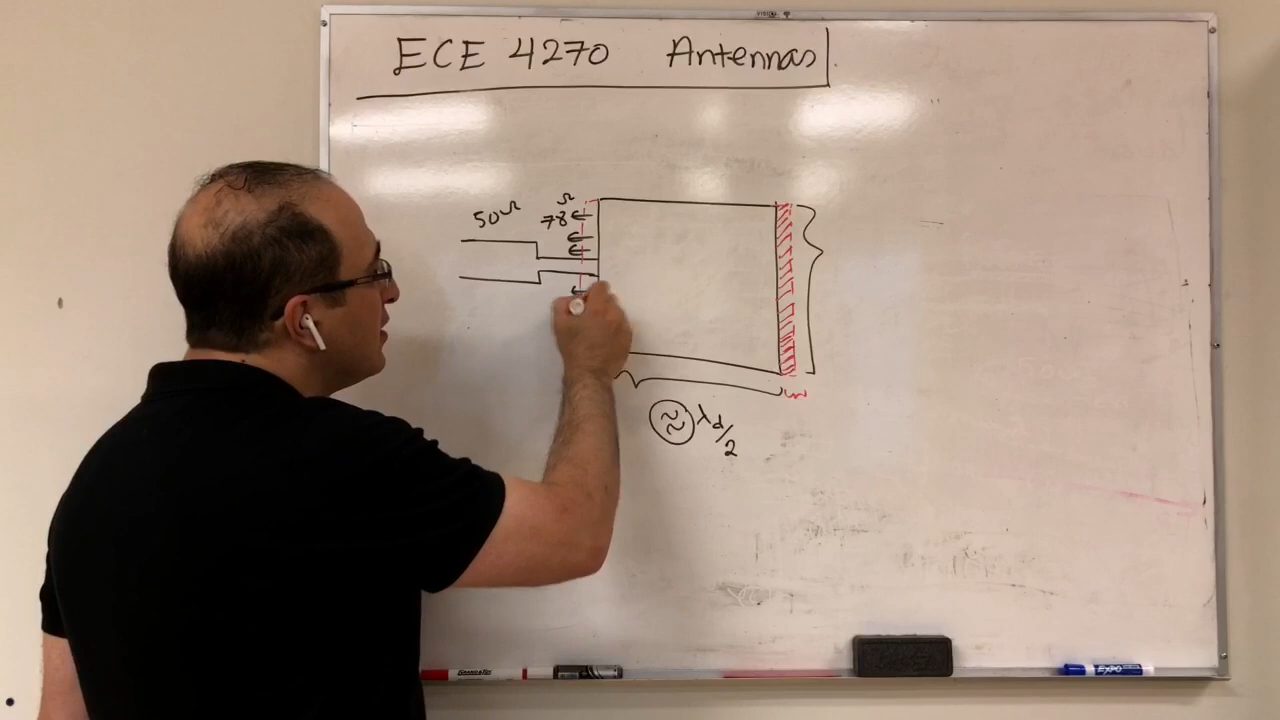 ECE 4270 Antennas
50Ω
78Ω
≈ λd/2
EXPO